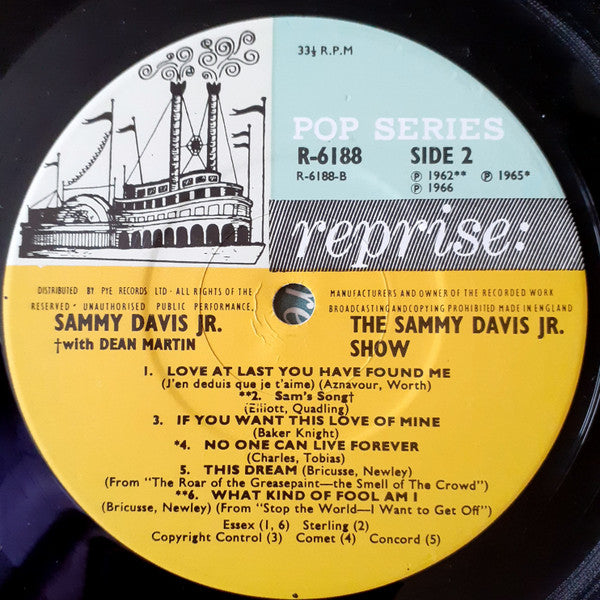 33⅓ R.P.M
POP SERIES
R-6188 SIDE 2
R-6188-B Ⓟ 1962** Ⓟ 1965*
Ⓟ 1966
reprise:
DISTRIBUTED BY PYE RECORDS LTD · ALL RIGHTS OF THE MANUFACTURERS AND OWNER OF THE RECORDED WORK
RESERVED · UNAUTHORISED PUBLIC PERFORMANCE, BROADCASTING AND COPYING PROHIBITED MADE IN ENGLAND
SAMMY DAVIS JR. THE SAMMY DAVIS JR.
†with DEAN MARTIN SHOW
1. LOVE AT LAST YOU HAVE FOUND ME
(J'en deduis que je t'aime) (Aznavour, Worth)
**2. Sam's Song†
(Elliott, Quadling)
3. IF YOU WANT THIS LOVE OF MINE
(Baker Knight)
*4. NO ONE CAN LIVE FOREVER
(Charles, Tobias)
5. THIS DREAM (Bricusse, Newley)
(From "The Roar of the Greasepaint—the Smell of The Crowd")
**6. WHAT KIND OF FOOL AM I
(Bricusse, Newley) (From "Stop the World—I Want to Get Off")
Essex (1, 6) Sterling (2)
Copyright Control (3) Comet (4) Concord (5)